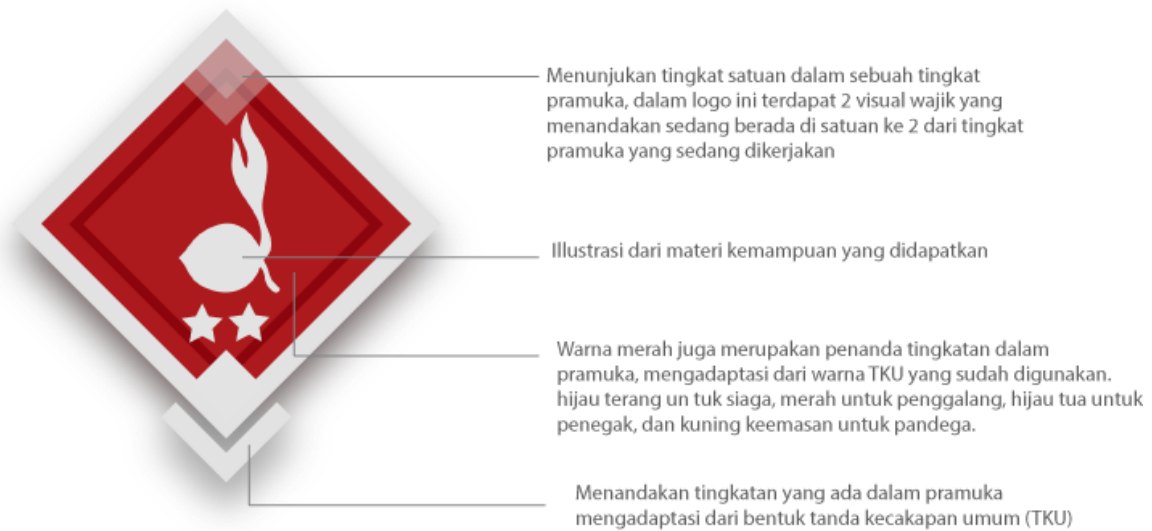 Menunjukan tingkat satuan dalam sebuah tingkat
pramuka, dalam logo ini terdapat 2 visual wajik yang
menandakan sedang berada di satuan ke 2 dari tingkat
pramuka yang sedang dikerjakan
Illustrasi dari materi kemampuan yang didapatkan
Warna merah juga merupakan penanda tingkatan dalam
pramuka, mengadaptasi dari warna TKU yang sudah digunakan.
hijau terang un tuk siaga, merah untuk penggalang, hijau tua untuk
penegak, dan kuning keemasan untuk pandega.
Menandakan tingkatan yang ada dalam pramuka
mengadaptasi dari bentuk tanda kecakapan umum (TKU)